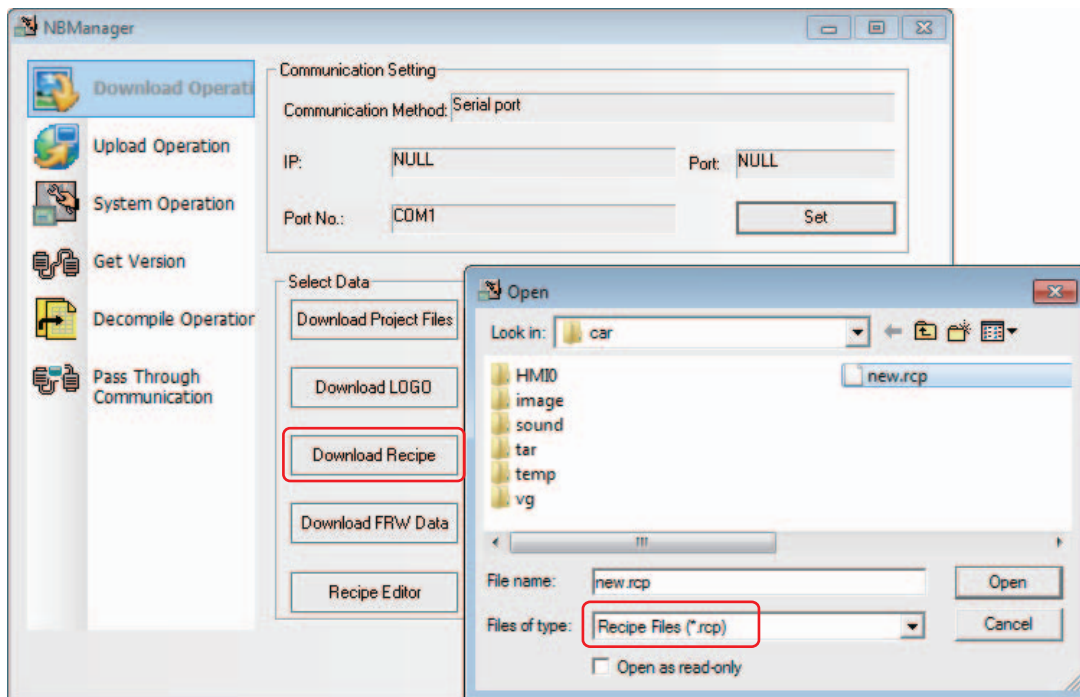 NBManager
Download Operati
Upload Operation
System Operation
Get Version
Decompile Operation
Pass Through
Communication
Communication Setting
Communication Method: Serial port
IP: NULL Port: NULL
Port No.: COM1 Set
Select Data
Download Project Files
Download LOGO
Download Recipe
Download FRW Data
Recipe Editor
Open
Look in: car
HMI0
image
sound
tar
temp
vg
new.rcp
File name: new.rcp Open
Files of type: Recipe Files (*.rcp) Cancel
Open as read-only